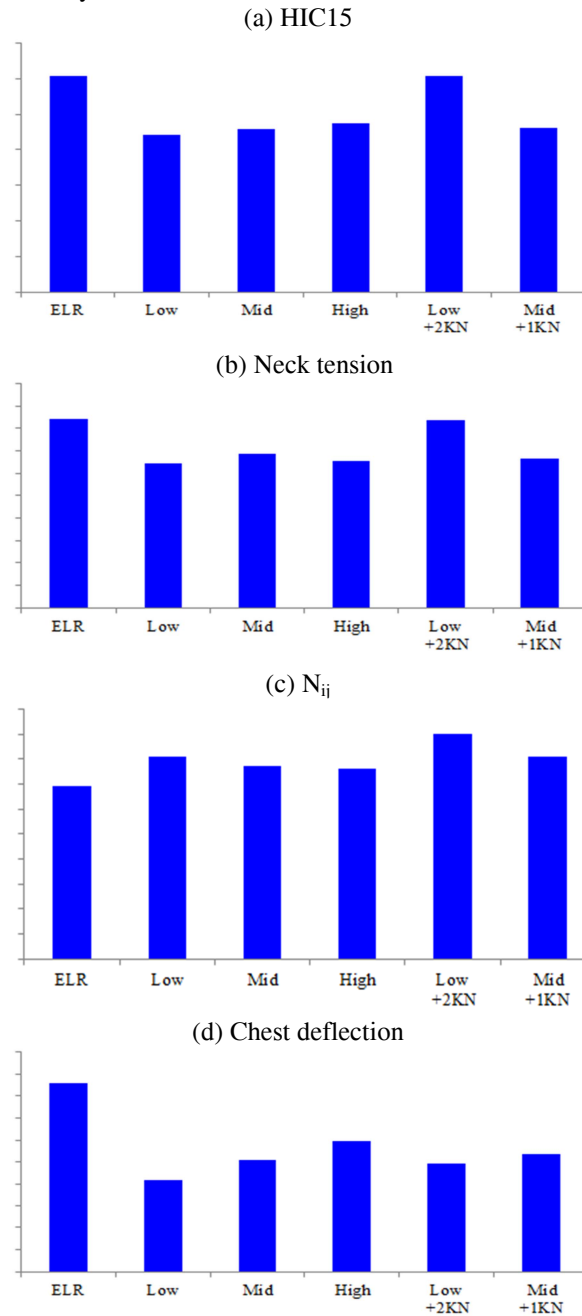 (a) HIC15
ELR Low Mid High Low Mid
+2KN +1KN
(b) Neck tension
ELR Low Mid High Low Mid
+2KN +1KN
(c) Nij
ELR Low Mid High Low Mid
+2KN +1KN
(d) Chest deflection
ELR Low Mid High Low Mid
+2KN +1KN